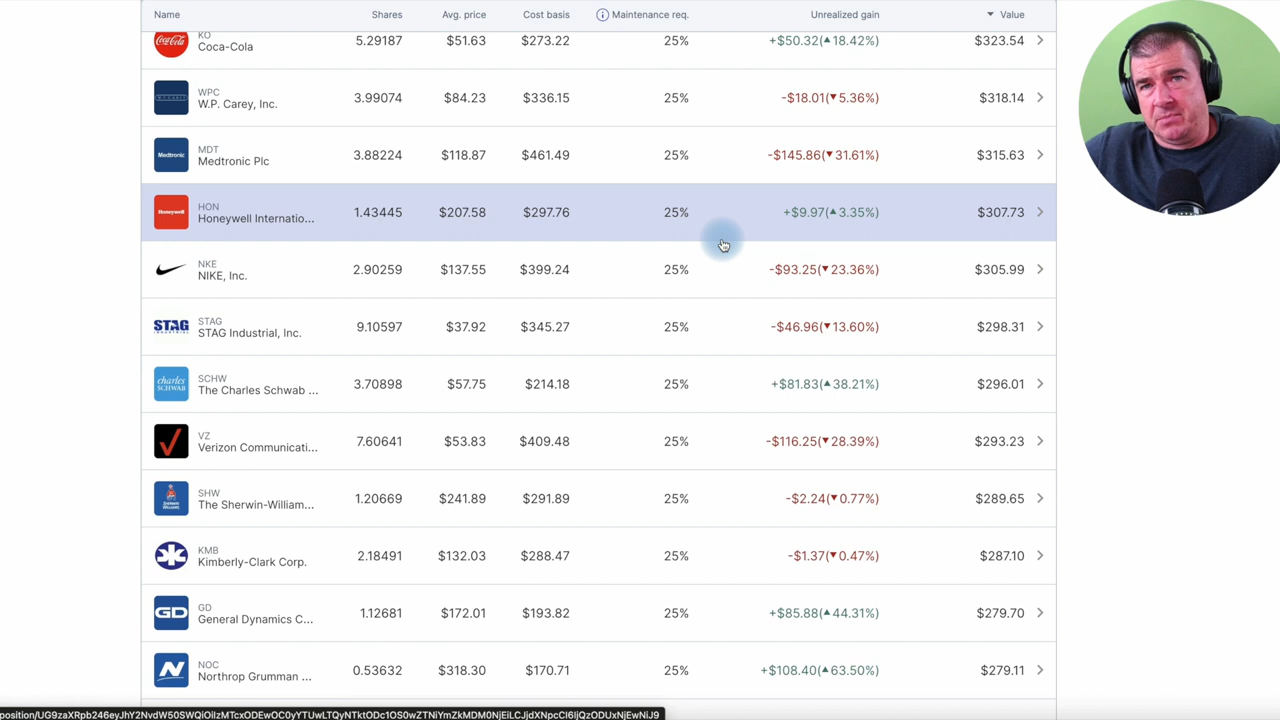 Name Shares Avg. price Cost basis Maintenance req. Unrealized gain Value
KO
Coca-Cola 5.29187 $51.63 $273.22 25% +$50.32(▲18.42%) $323.54
WPC
W.P. Carey, Inc. 3.99074 $84.23 $336.15 25% -$18.01(▼5.36%) $318.14
Medtronic
MDT
Medtronic Plc 3.88224 $118.87 $461.49 25% -$145.86(▼31.61%) $315.63
Honeywell
HON
Honeywell Internatio... 1.43445 $207.58 $297.76 25% +$9.97(▲3.35%) $307.73
NKE
NIKE, Inc. 2.90259 $137.55 $399.24 25% -$93.25(▼23.36%) $305.99
STAG
INDUSTRIAL
STAG
STAG Industrial, Inc. 9.10597 $37.92 $345.27 25% -$46.96(▼13.60%) $298.31
charles
SCHWAB
SCHW
The Charles Schwab ... 3.70898 $57.75 $214.18 25% +$81.83(▲38.21%) $296.01
VZ
Verizon Communicati... 7.60641 $53.83 $409.48 25% -$116.25(▼28.39%) $293.23
SHW
The Sherwin-William... 1.20669 $241.89 $291.89 25% -$2.24(▼0.77%) $289.65
KMB
Kimberly-Clark Corp. 2.18491 $132.03 $288.47 25% -$1.37(▼0.47%) $287.10
GD
GD
General Dynamics C... 1.12681 $172.01 $193.82 25% +$85.88(▲44.31%) $279.70
N
NOC
Northrop Grumman ... 0.53632 $318.30 $170.71 25% +$108.40(▲63.50%) $279.11